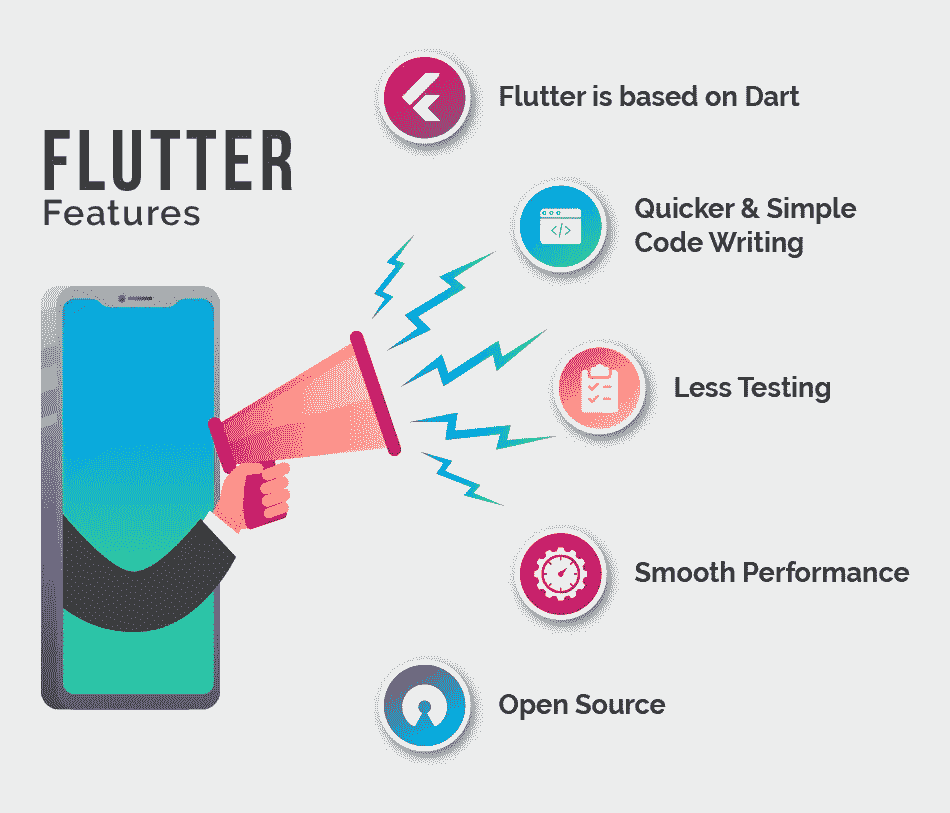 FLUTTER
Features
Flutter is based on Dart
Quicker & Simple
Code Writing
Less Testing
Smooth Performance
Open Source